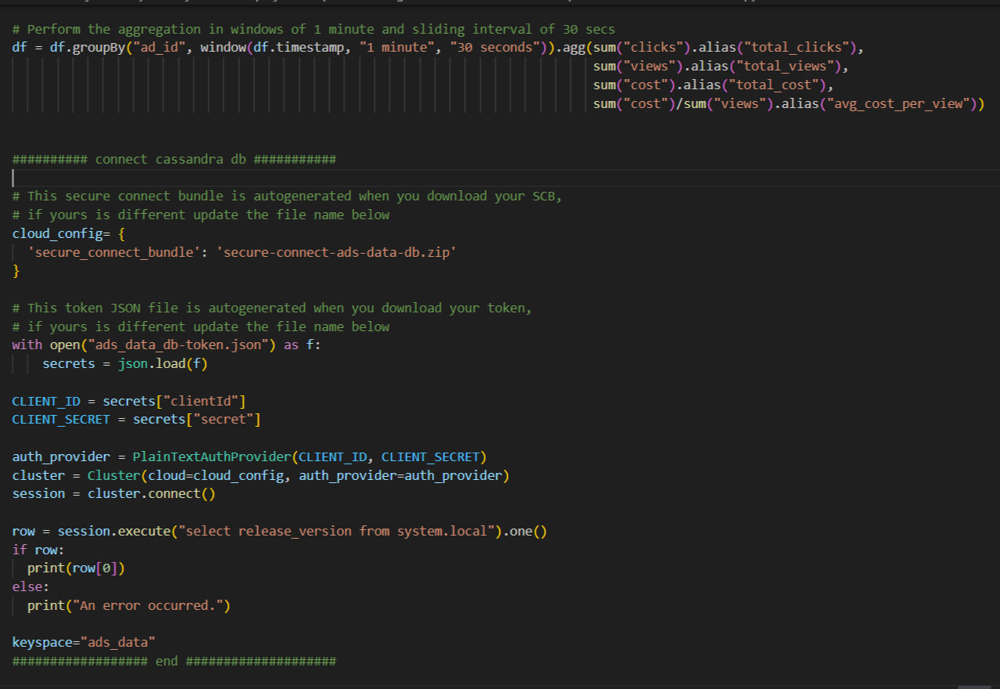 # Perform the aggregation in windows of 1 minute and sliding interval of 30 secs
df = df.groupBy("ad_id", window(df.timestamp, "1 minute", "30 seconds")).agg(sum("clicks").alias("total_clicks"),
sum("views").alias("total_views"),
sum("cost").alias("total_cost"),
sum("cost")/sum("views").alias("avg_cost_per_view"))
########## connect cassandra db ###########
# This secure connect bundle is autogenerated when you download your SCB,
# if yours is different update the file name below
cloud_config= {
'secure_connect_bundle': 'secure-connect-ads-data-db.zip'
}
# This token JSON file is autogenerated when you download your token,
# if yours is different update the file name below
with open("ads_data_db-token.json") as f:
secrets = json.load(f)
CLIENT_ID = secrets["clientId"]
CLIENT_SECRET = secrets["secret"]
auth_provider = PlainTextAuthProvider(CLIENT_ID, CLIENT_SECRET)
cluster = Cluster(cloud=cloud_config, auth_provider=auth_provider)
session = cluster.connect()
row = session.execute("select release_version from system.local").one()
if row:
print(row[0])
else:
print("An error occurred.")
keyspace="ads_data"
################## end ####################